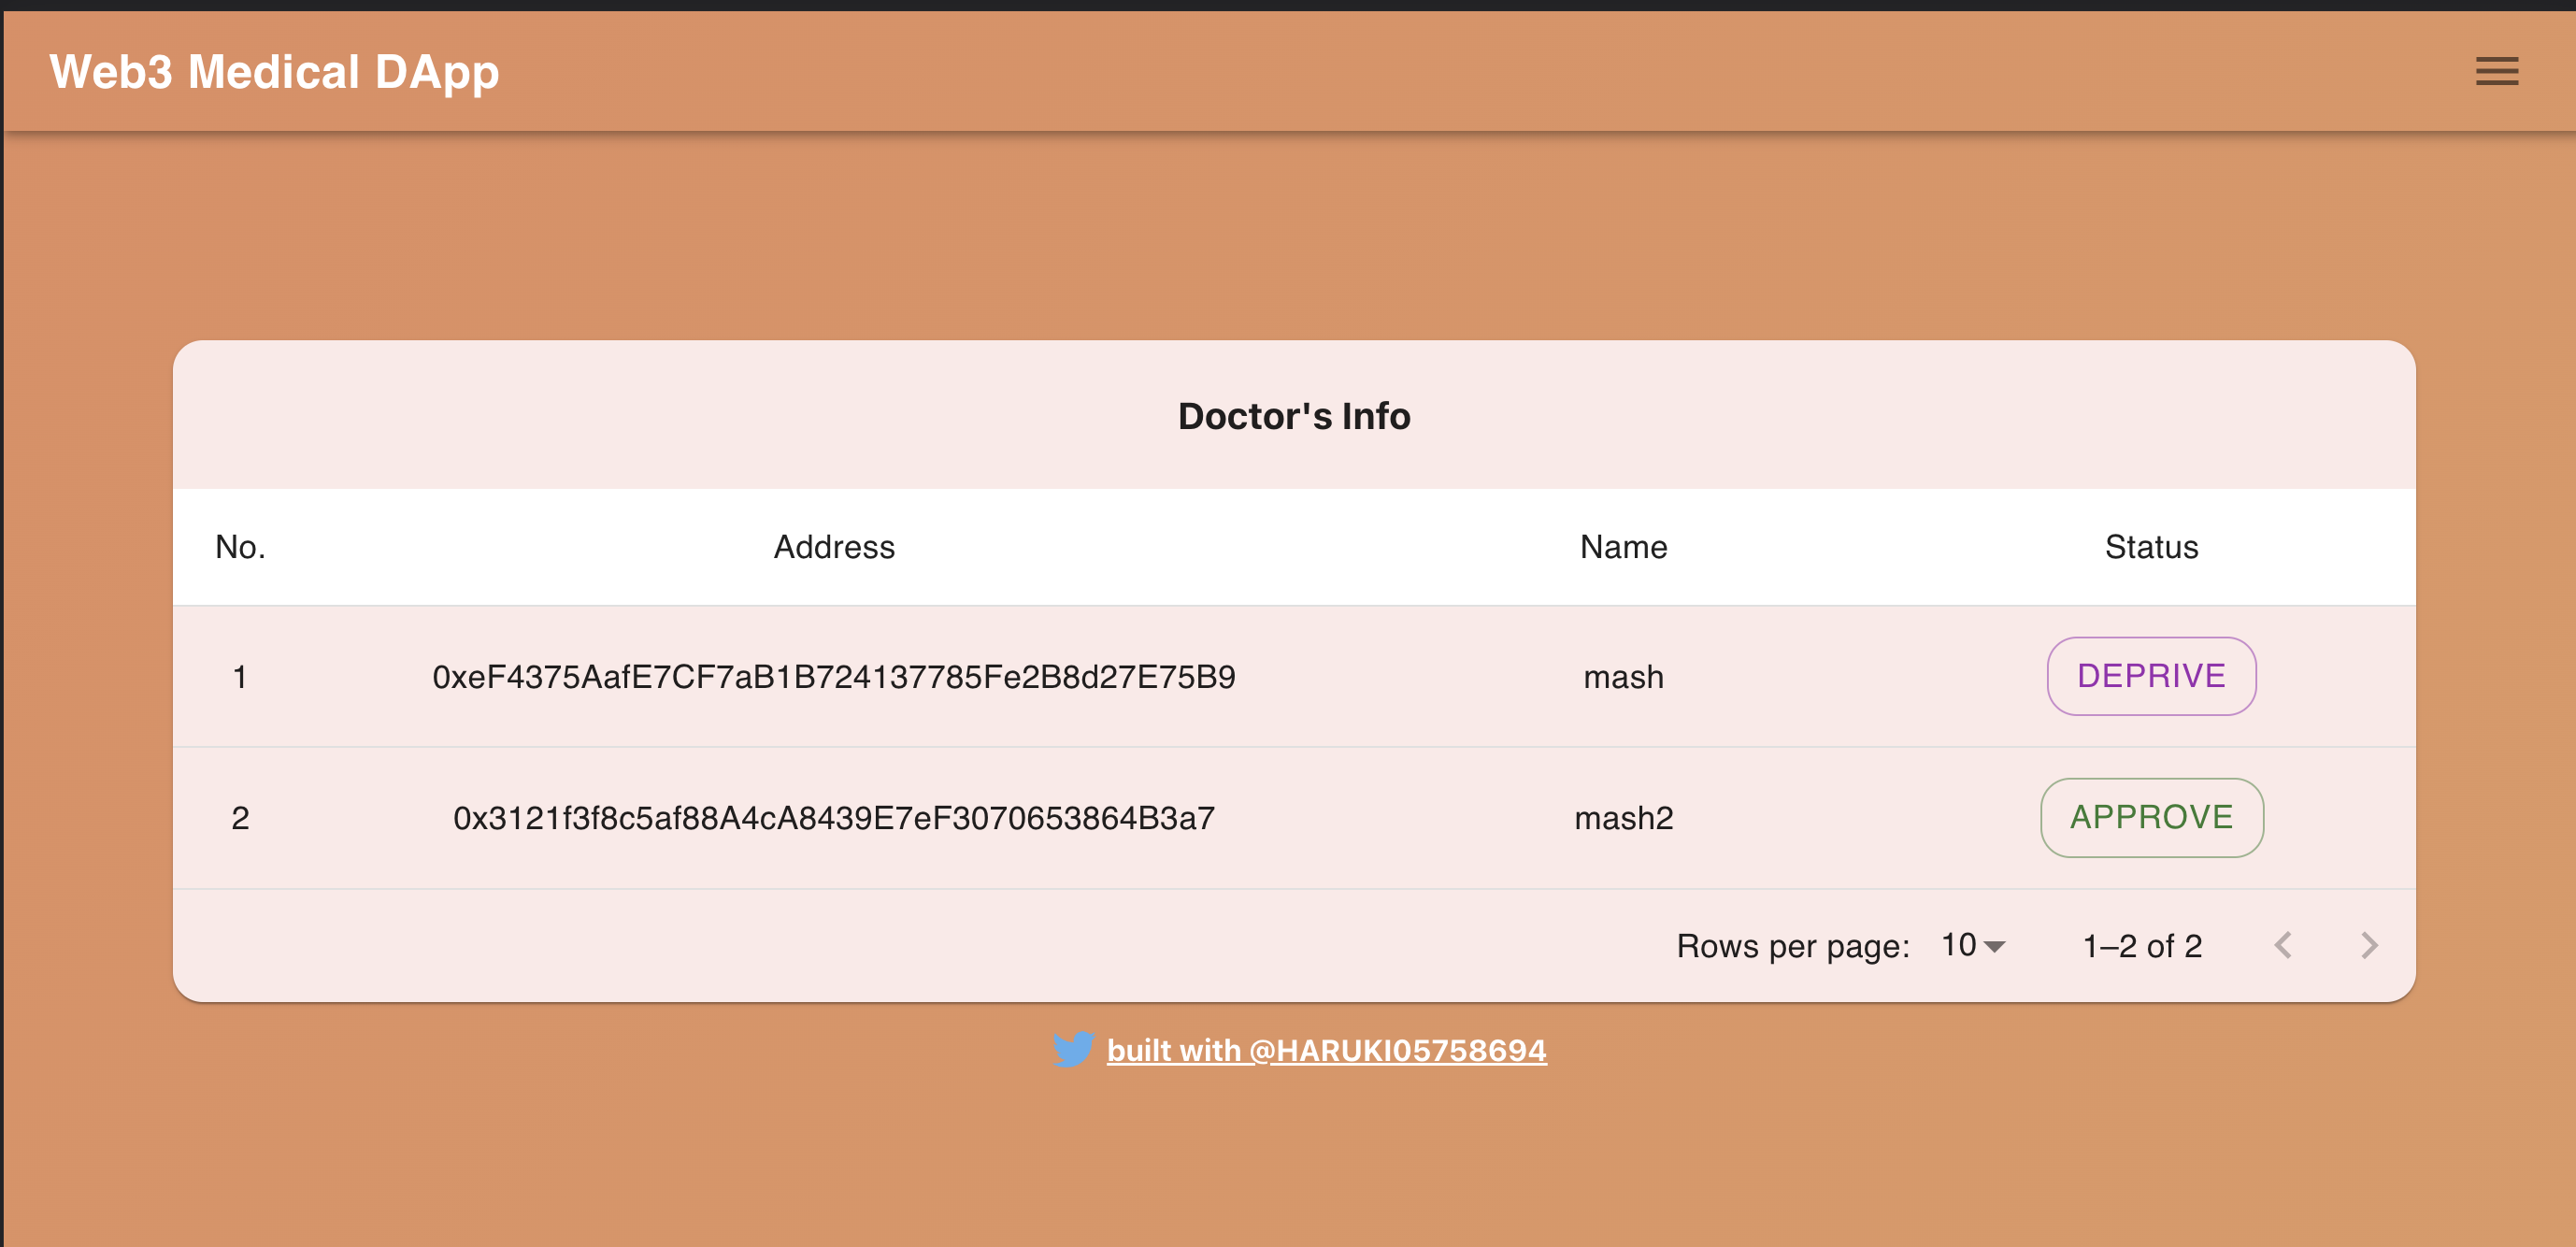 Web3 Medical DApp
Doctor's Info
No. Address Name Status
1 0xeF4375AafE7CF7aB1B724137785Fe2B8d27E75B9 mash DEPRIVE
2 0x3121f3f8c5af88A4cA8439E7eF3070653864B3a7 mash2 APPROVE
Rows per page: 10 1–2 of 2
built with @HARUKI05758694